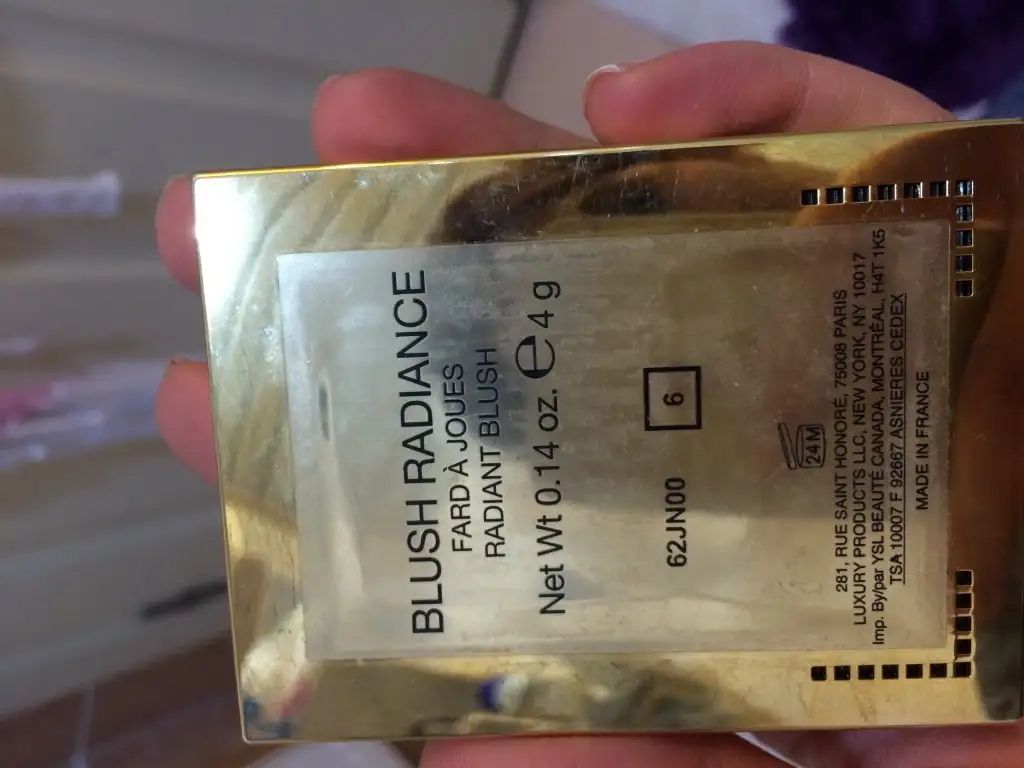 BLUSH RADIANCE
FARD À JOUES
RADIANT BLUSH
Net Wt 0.14 oz. ℮ 4 g
6
62JN00
24M
281, RUE SAINT HONORÉ, 75008 PARIS
LUXURY PRODUCTS LLC, NEW YORK, NY 10017
Imp. By/par YSL BEAUTÉ CANADA, MONTRÉAL, H4T 1K5
TSA 10007 F 92667 ASNIERES CEDEX
MADE IN FRANCE